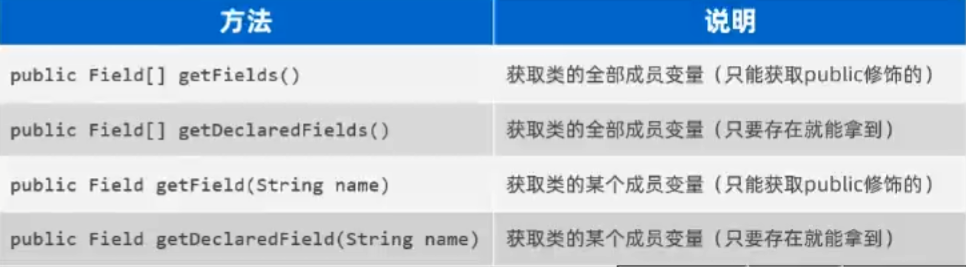 方法 说明
public Field[] getFields() 获取类的全部成员变量（只能获取public修饰的）
public Field[] getDeclaredFields() 获取类的全部成员变量（只要存在就能拿到）
public Field getField(String name) 获取类的某个成员变量（只能获取public修饰的）
public Field getDeclaredField(String name) 获取类的某个成员变量（只要存在就能拿到）